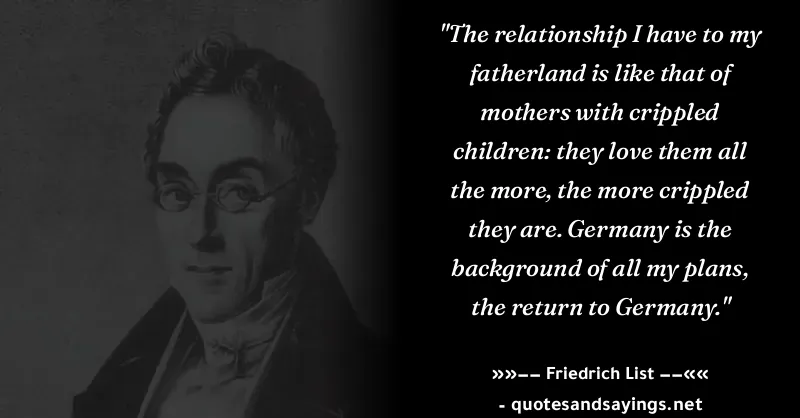 "The relationship I have to my
fatherland is like that of
mothers with crippled
children: they love them all
the more, the more crippled
they are. Germany is the
background of all my plans,
the return to Germany."
»»−− Friedrich List −−««
- quotesandsayings.net